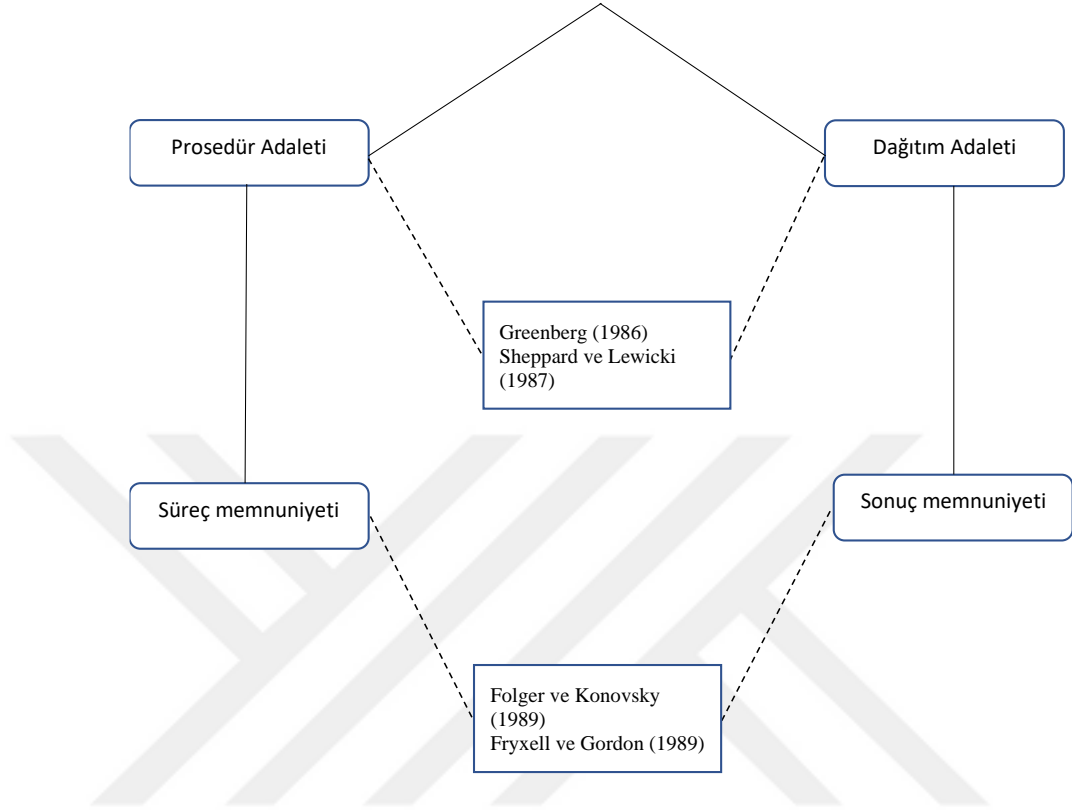 Prosedür Adaleti
Dağıtım Adaleti
Greenberg (1986)
Sheppard ve Lewicki
(1987)
Süreç memnuniyeti
Sonuç memnuniyeti
Folger ve Konovsky
(1989)
Fryxell ve Gordon (1989)